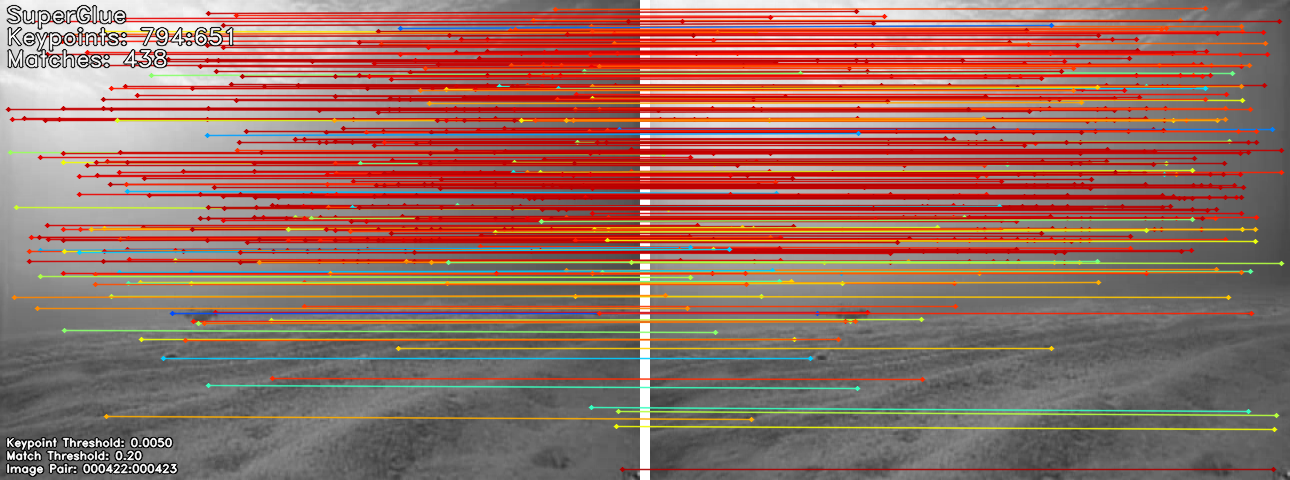 SuperGlue
Keypoints: 794:651
Matches: 438
Keypoint Threshold: 0.0050
Match Threshold: 0.20
Image Pair: 000422:000423